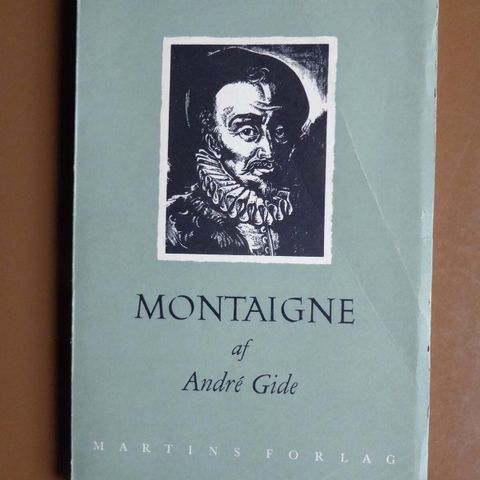 MONTAIGNE
af
André Gide
MARTINS FORLAG